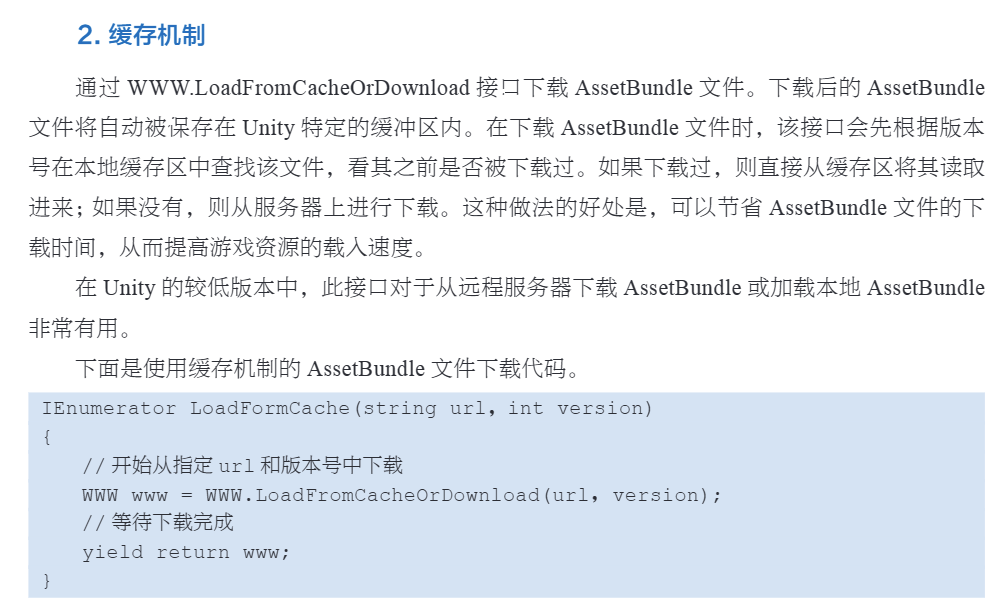 2. 缓存机制
通过 WWW.LoadFromCacheOrDownload 接口下载 AssetBundle 文件。下载后的 AssetBundle
文件将自动被保存在 Unity 特定的缓冲区内。在下载 AssetBundle 文件时，该接口会先根据版本
号在本地缓存区中查找该文件，看其之前是否被下载过。如果下载过，则直接从缓存区将其读取
进来；如果没有，则从服务器上进行下载。这种做法的好处是，可以节省 AssetBundle 文件的下
载时间，从而提高游戏资源的载入速度。
在 Unity 的较低版本中，此接口对于从远程服务器下载 AssetBundle 或加载本地 AssetBundle
非常有用。
下面是使用缓存机制的 AssetBundle 文件下载代码。
IEnumerator LoadFormCache(string url，int version)
{
// 开始从指定 url 和版本号中下载
WWW www = WWW.LoadFromCacheOrDownload(url，version);
// 等待下载完成
yield return www;
}